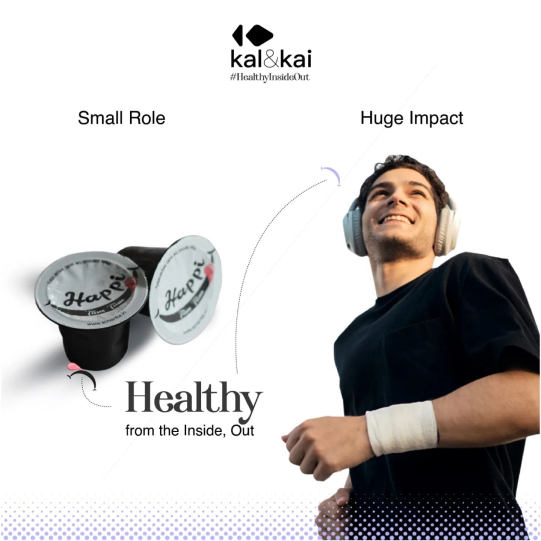 kal&kai
#HealthyInsideOut
Small Role
Huge Impact
Happi
Happi
Healthy
from the Inside, Out